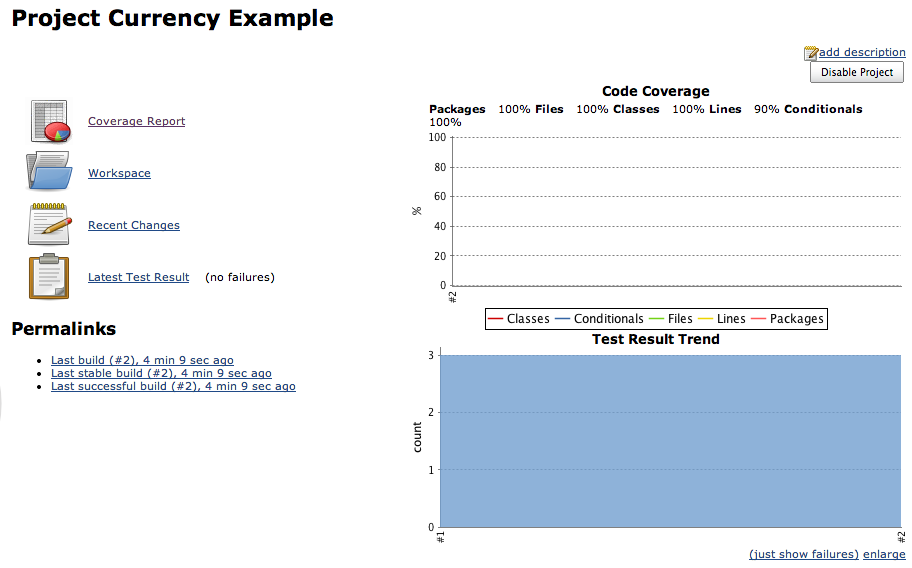 Project Currency Example
add description
Disable Project
Coverage Report
Workspace
Recent Changes
Latest Test Result (no failures)
Permalinks
Last build (#2), 4 min 9 sec ago
Last stable build (#2), 4 min 9 sec ago
Last successful build (#2), 4 min 9 sec ago
Code Coverage
Packages 100% Files 100% Classes 100% Lines 90% Conditionals
100%
100
80
60
40
20
0
%
#2
Classes Conditionals Files Lines Packages
Test Result Trend
3
2
1
0
count
#1 #2
(just show failures) enlarge